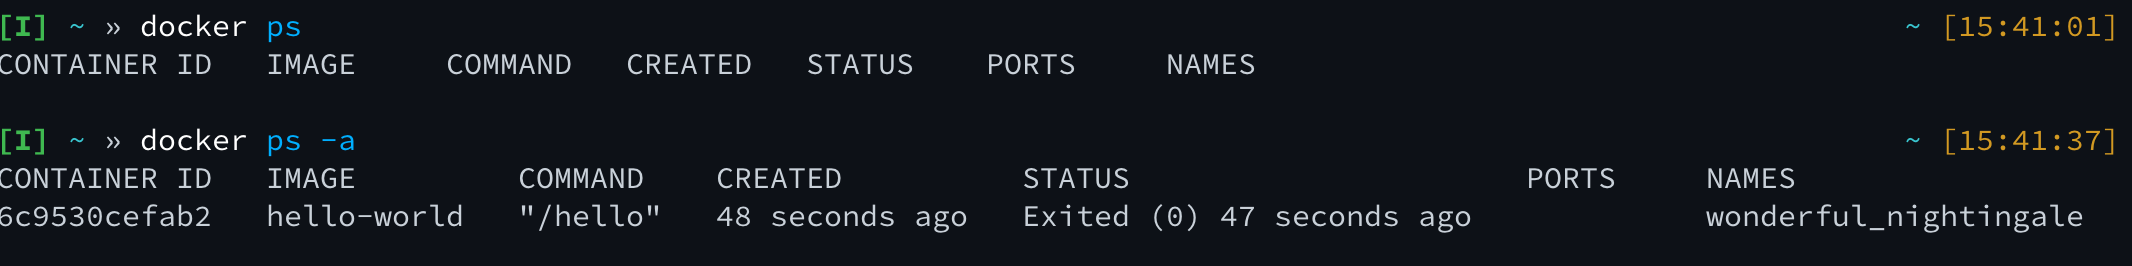 [I] ~ » docker ps ~ [15:41:01]
CONTAINER ID IMAGE COMMAND CREATED STATUS PORTS NAMES
[I] ~ » docker ps -a ~ [15:41:37]
CONTAINER ID IMAGE COMMAND CREATED STATUS PORTS NAMES
6c9530cefab2 hello-world "/hello" 48 seconds ago Exited (0) 47 seconds ago wonderful_nightingale